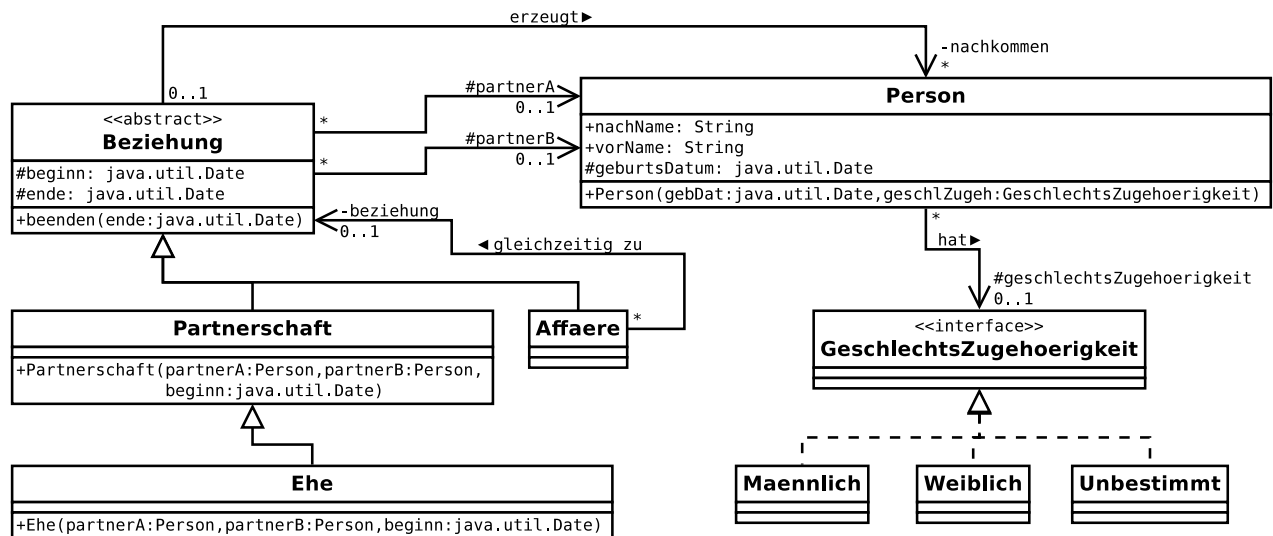 erzeugt▶
-nachkommen
*
0..1
<<abstract>>
Beziehung
#beginn: java.util.Date
#ende: java.util.Date
+beenden(ende:java.util.Date)
*
#partnerA
0..1
*
#partnerB
0..1
Person
+nachName: String
+vorName: String
#geburtsDatum: java.util.Date
+Person(gebDat:java.util.Date,geschlZugeh:GeschlechtsZugehoerigkeit)
-beziehung
0..1
◀gleichzeitig zu
*
*
hat▶
#geschlechtsZugehoerigkeit
0..1
Partnerschaft
+Partnerschaft(partnerA:Person,partnerB:Person,
beginn:java.util.Date)
Affaere
<<interface>>
GeschlechtsZugehoerigkeit
Ehe
+Ehe(partnerA:Person,partnerB:Person,beginn:java.util.Date)
Maennlich
Weiblich
Unbestimmt